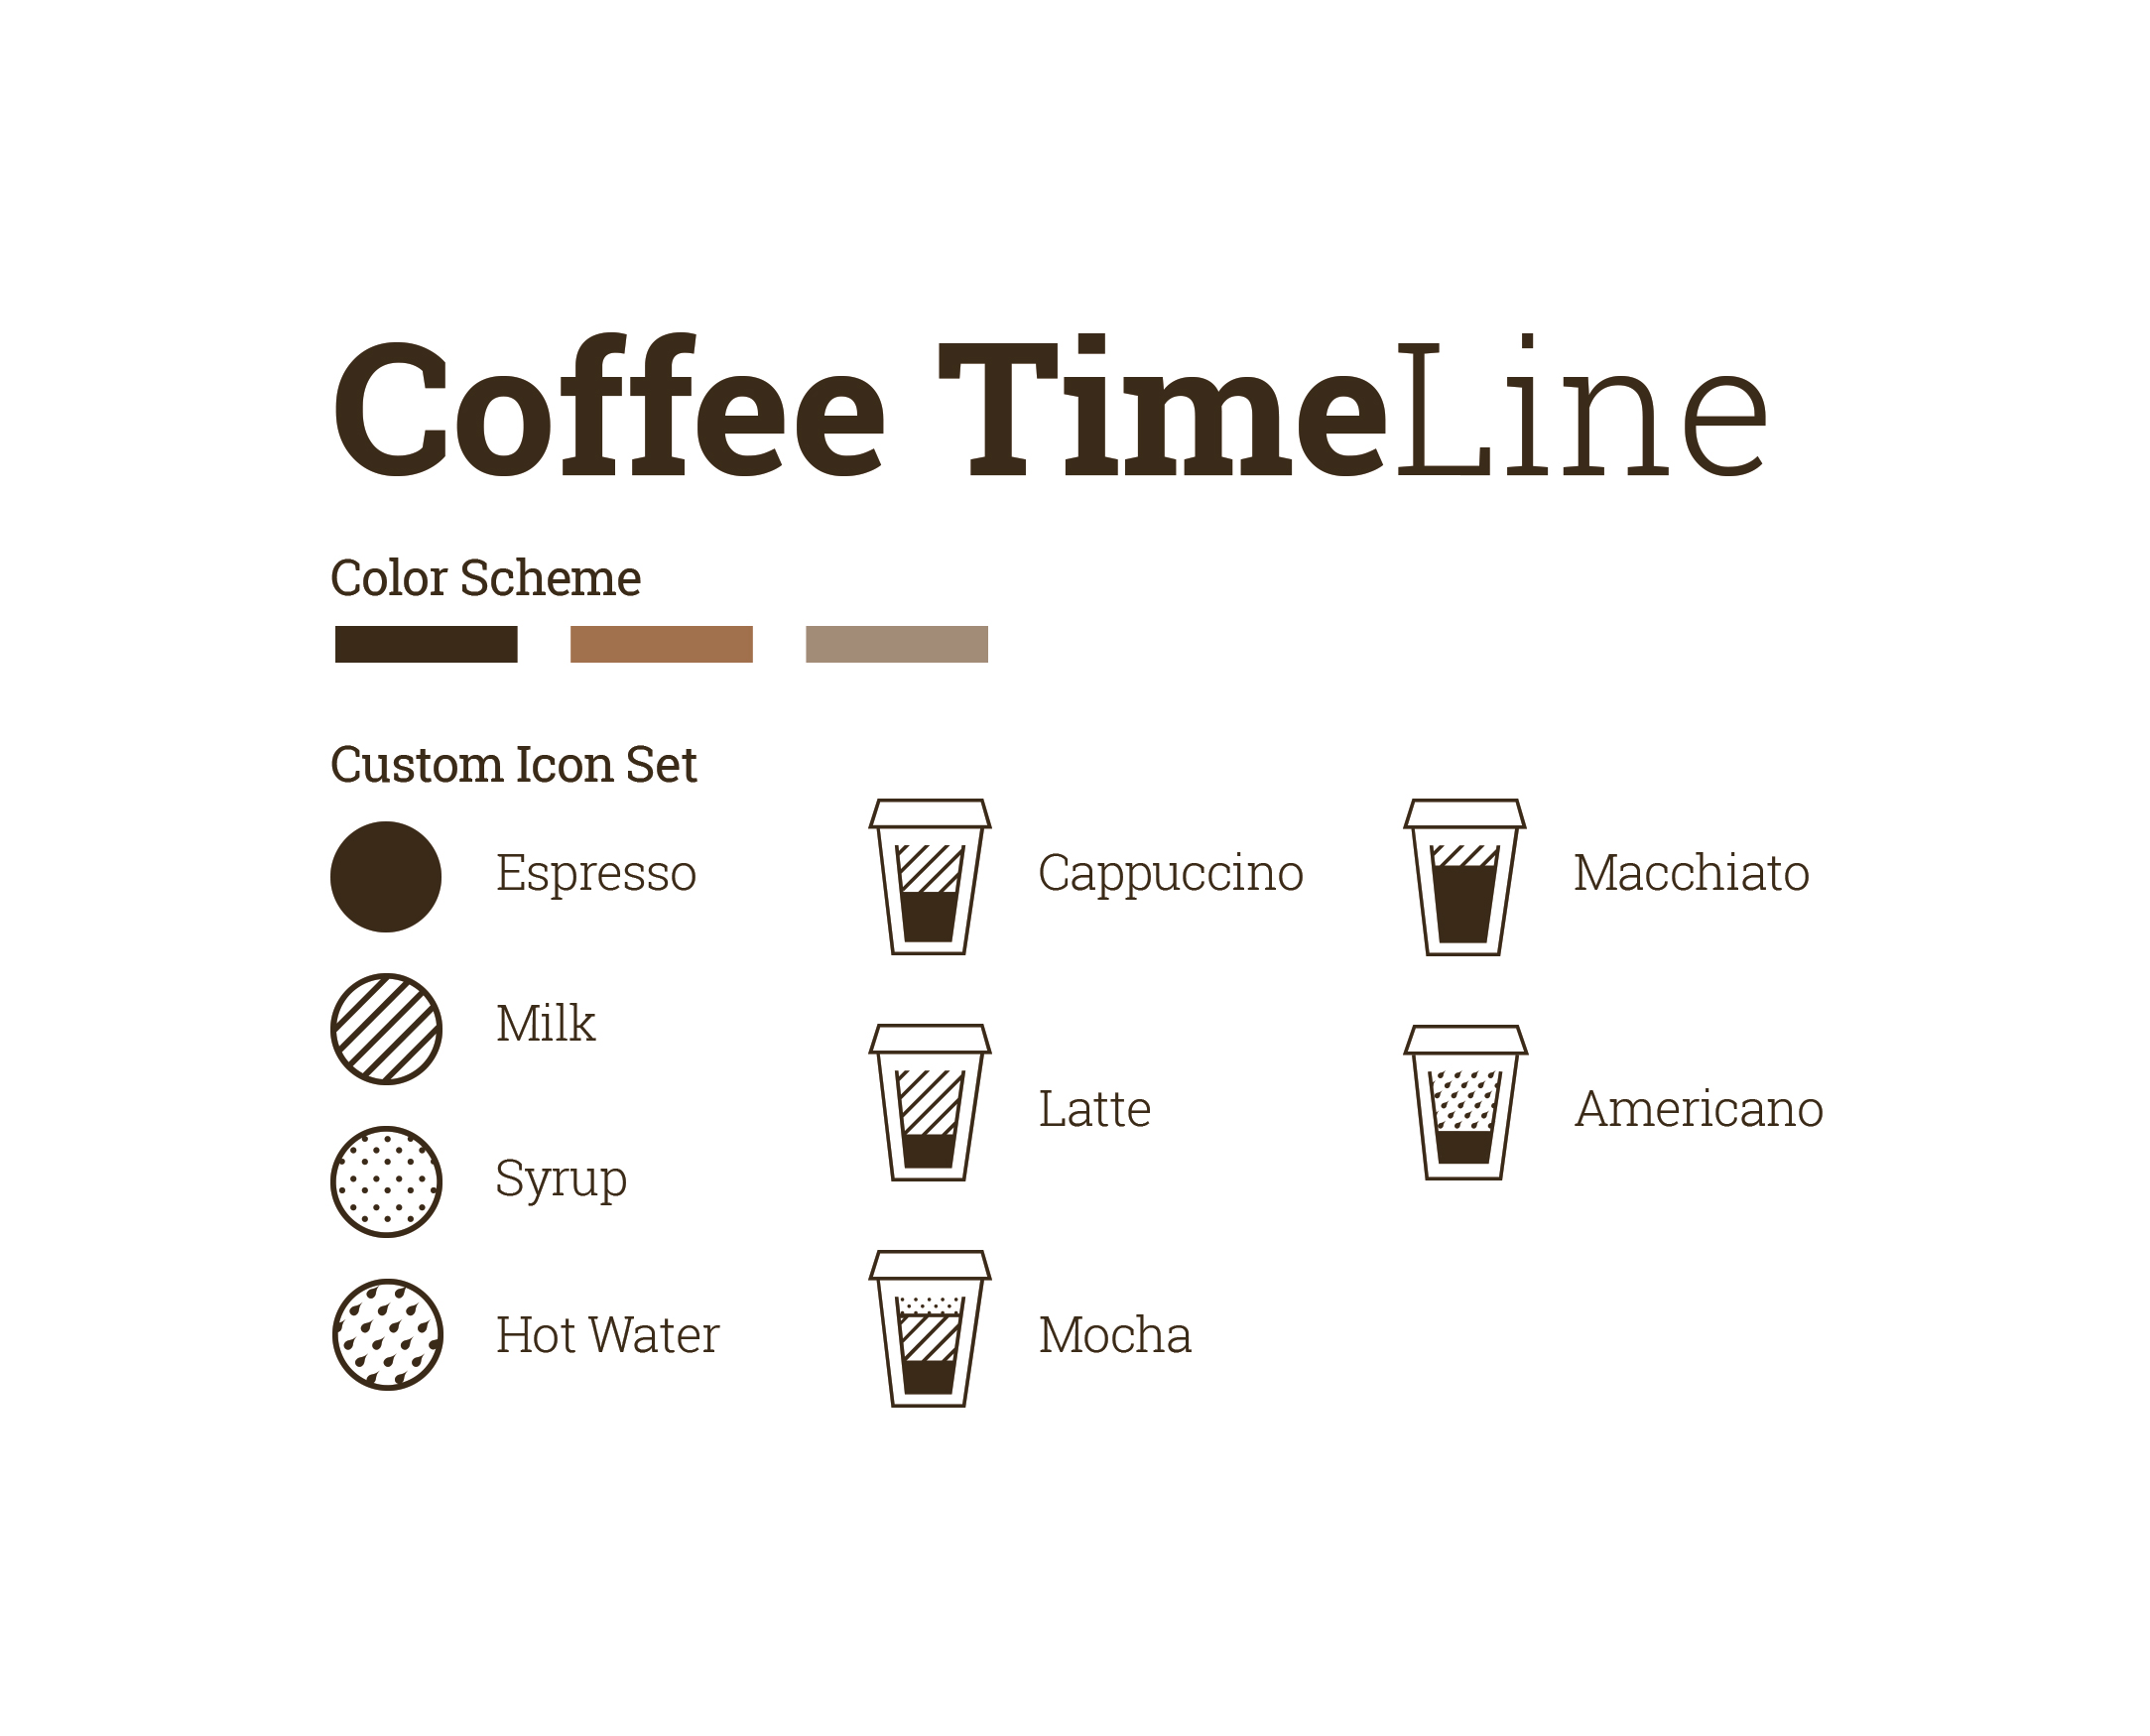 Coffee TimeLine
Color Scheme
Custom Icon Set
Espresso
Milk
Syrup
Hot Water
Cappuccino
Latte
Mocha
Macchiato
Americano